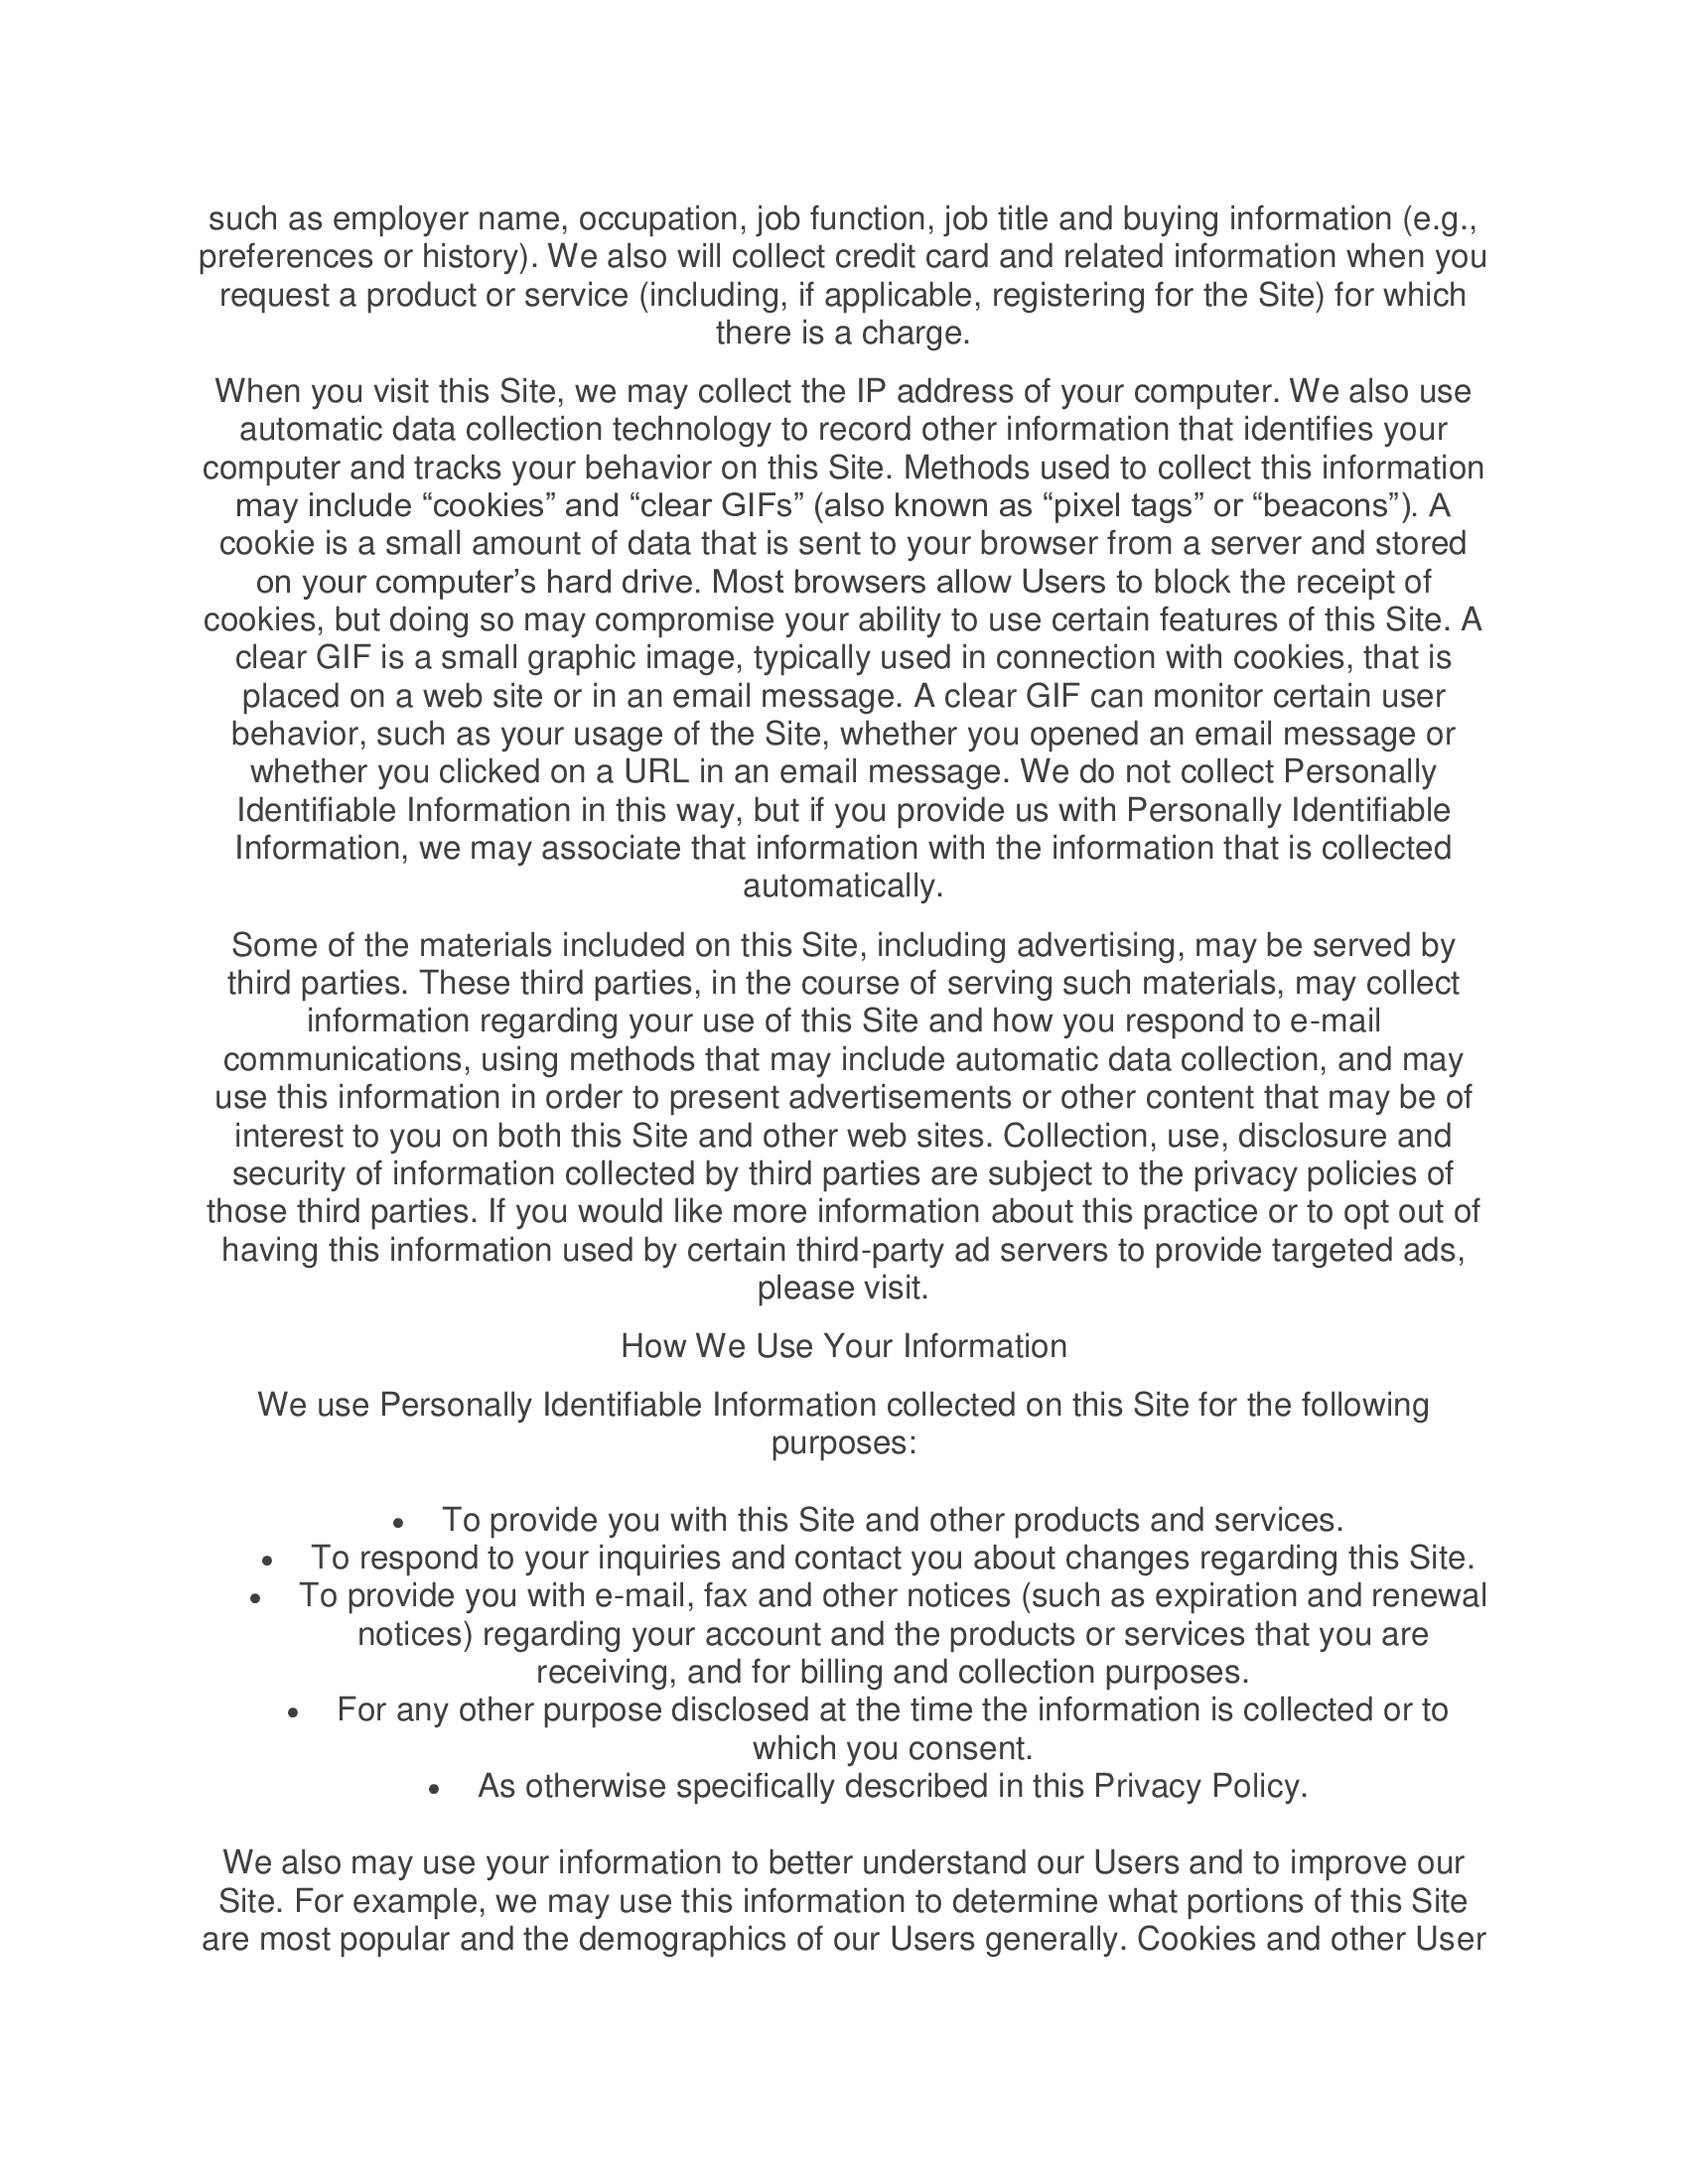 such as employer name, occupation, job function, job title and buying information (e.g.,
preferences or history). We also will collect credit card and related information when you
request a product or service (including, if applicable, registering for the Site) for which
there is a charge.
When you visit this Site, we may collect the IP address of your computer. We also use
automatic data collection technology to record other information that identifies your
computer and tracks your behavior on this Site. Methods used to collect this information
may include “cookies” and “clear GIFs” (also known as “pixel tags” or “beacons”). A
cookie is a small amount of data that is sent to your browser from a server and stored
on your computer’s hard drive. Most browsers allow Users to block the receipt of
cookies, but doing so may compromise your ability to use certain features of this Site. A
clear GIF is a small graphic image, typically used in connection with cookies, that is
placed on a web site or in an email message. A clear GIF can monitor certain user
behavior, such as your usage of the Site, whether you opened an email message or
whether you clicked on a URL in an email message. We do not collect Personally
Identifiable Information in this way, but if you provide us with Personally Identifiable
Information, we may associate that information with the information that is collected
automatically.
Some of the materials included on this Site, including advertising, may be served by
third parties. These third parties, in the course of serving such materials, may collect
information regarding your use of this Site and how you respond to e-mail
communications, using methods that may include automatic data collection, and may
use this information in order to present advertisements or other content that may be of
interest to you on both this Site and other web sites. Collection, use, disclosure and
security of information collected by third parties are subject to the privacy policies of
those third parties. If you would like more information about this practice or to opt out of
having this information used by certain third-party ad servers to provide targeted ads,
please visit.
How We Use Your Information
We use Personally Identifiable Information collected on this Site for the following
purposes:
• To provide you with this Site and other products and services.
• To respond to your inquiries and contact you about changes regarding this Site.
• To provide you with e-mail, fax and other notices (such as expiration and renewal
notices) regarding your account and the products or services that you are
receiving, and for billing and collection purposes.
• For any other purpose disclosed at the time the information is collected or to
which you consent.
• As otherwise specifically described in this Privacy Policy.
We also may use your information to better understand our Users and to improve our
Site. For example, we may use this information to determine what portions of this Site
are most popular and the demographics of our Users generally. Cookies and other User